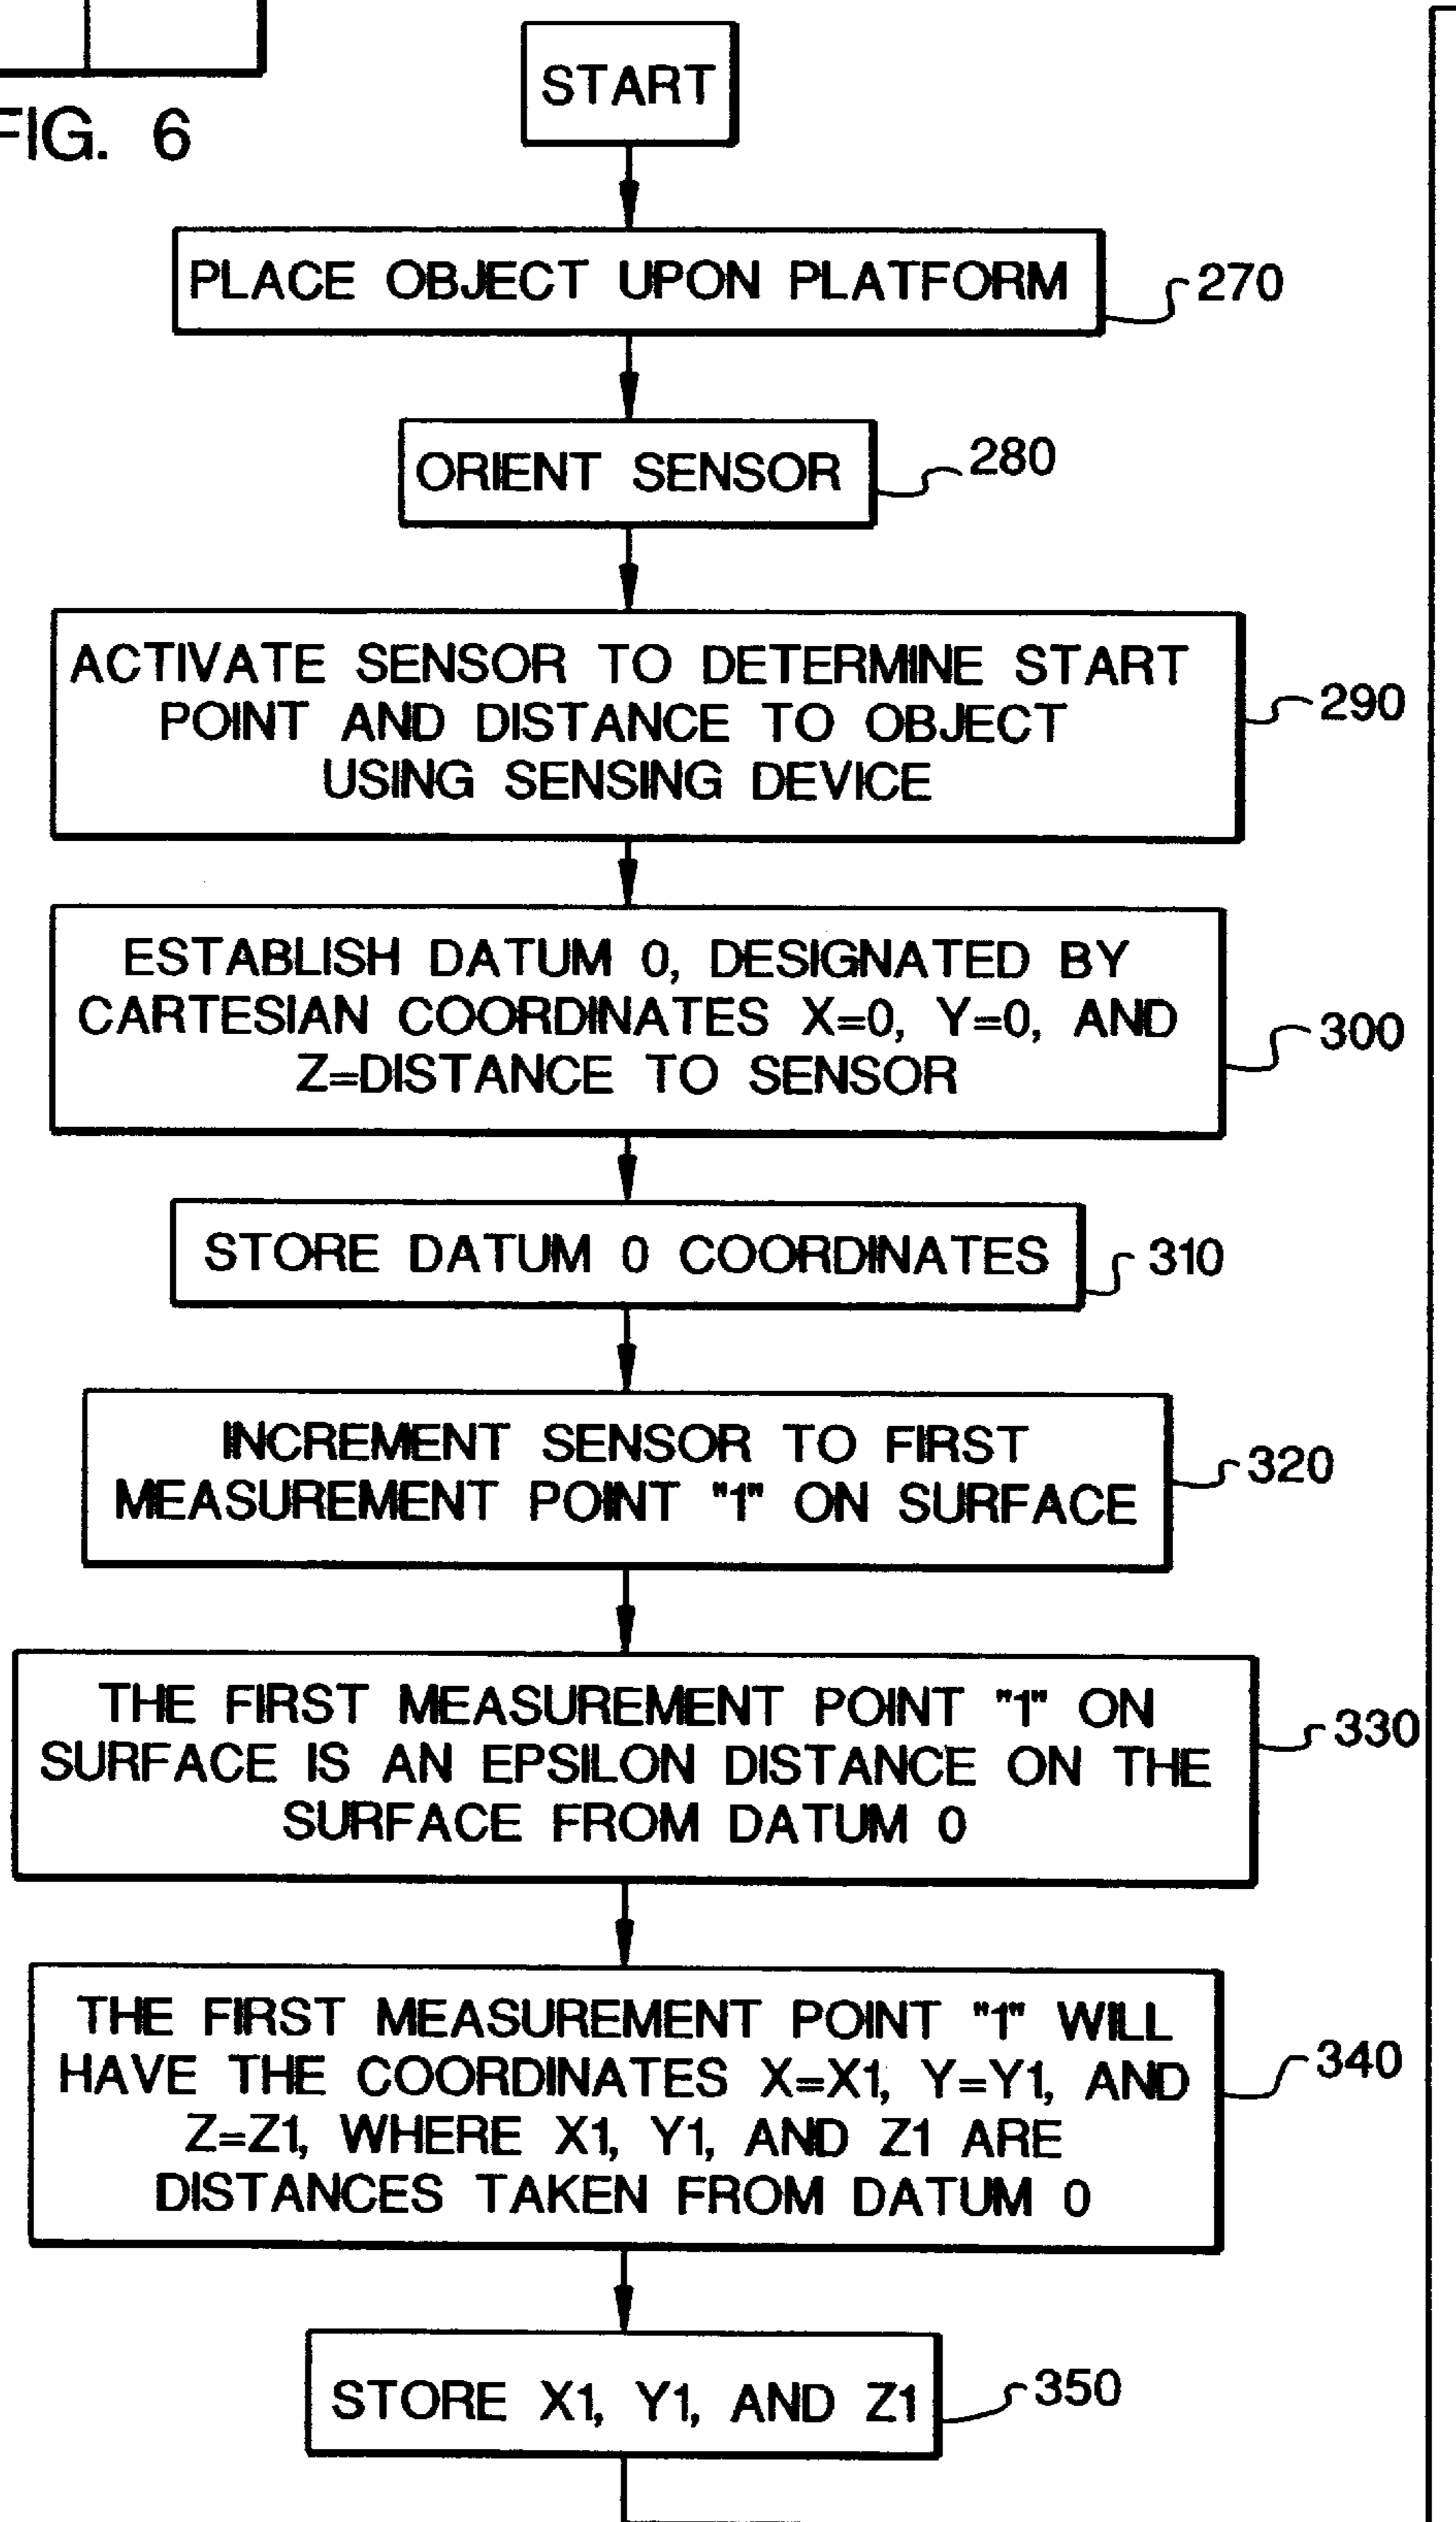 FIG. 6
START
PLACE OBJECT UPON PLATFORM
270
ORIENT SENSOR
280
ACTIVATE SENSOR TO DETERMINE START
POINT AND DISTANCE TO OBJECT
USING SENSING DEVICE
290
ESTABLISH DATUM 0, DESIGNATED BY
CARTESIAN COORDINATES X=0, Y=0, AND
Z=DISTANCE TO SENSOR
300
STORE DATUM 0 COORDINATES
310
INCREMENT SENSOR TO FIRST
MEASUREMENT POINT "1" ON SURFACE
320
THE FIRST MEASUREMENT POINT "1" ON
SURFACE IS AN EPSILON DISTANCE ON THE
SURFACE FROM DATUM 0
330
THE FIRST MEASUREMENT POINT "1" WILL
HAVE THE COORDINATES X=X1, Y=Y1, AND
Z=Z1, WHERE X1, Y1, AND Z1 ARE
DISTANCES TAKEN FROM DATUM 0
340
STORE X1, Y1, AND Z1
350